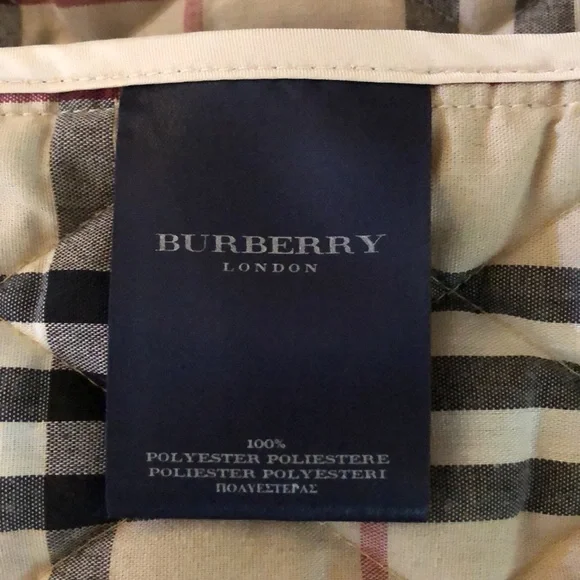 BURBERRY
LONDON
100%
POLYESTER POLIESTERE
POLIESTER POLYESTERI
ΠΟΛΥΕΣΤΕΡΑΣ